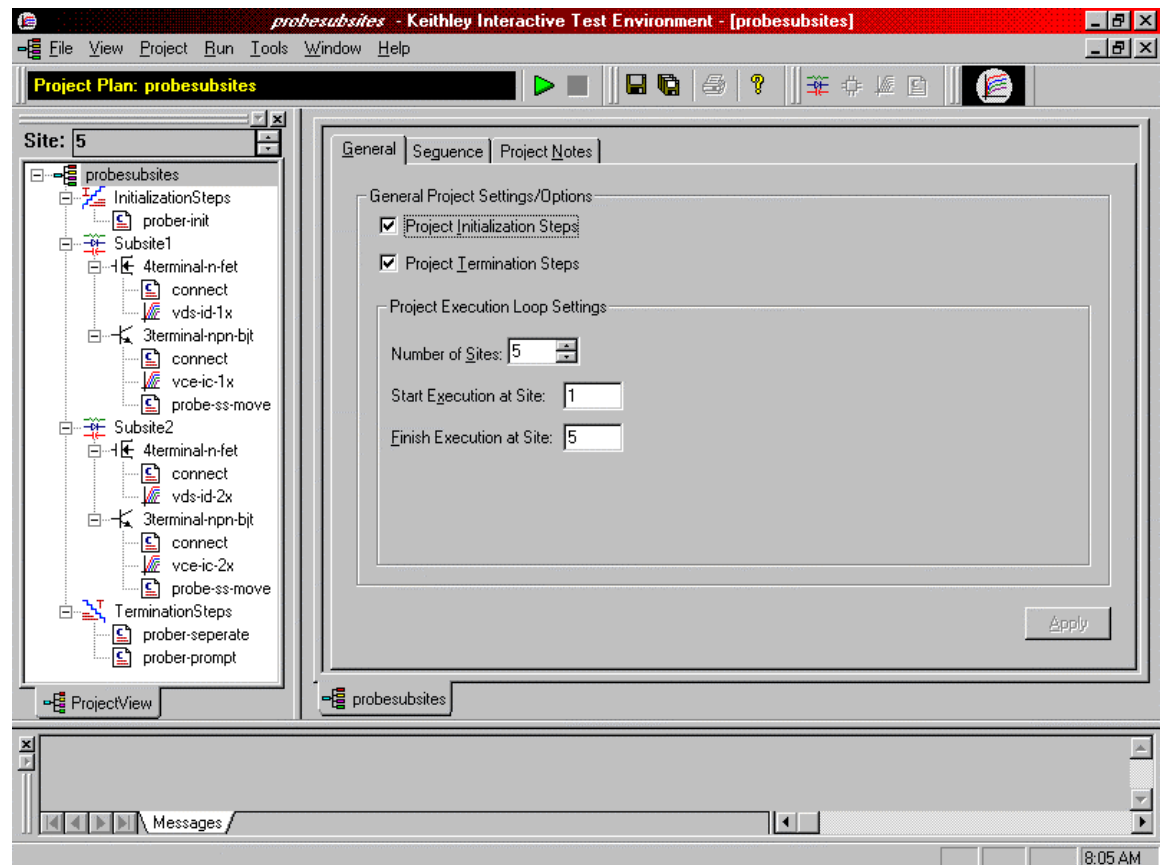 probesubsites - Keithley Interactive Test Environment - [probesubsites]
File View Project Run Tools Window Help
Project Plan: probesubsites
Site: 5
probesubsites
InitializationSteps
prober-init
Subsite1
4terminal-n-fet
connect
vds-id-1x
3terminal-npn-bjt
connect
vce-ic-1x
probe-ss-move
Subsite2
4terminal-n-fet
connect
vds-id-2x
3terminal-npn-bjt
connect
vce-ic-2x
probe-ss-move
TerminationSteps
prober-seperate
prober-prompt
ProjectView
General Sequence Project Notes
General Project Settings/Options
Project Initialization Steps
Project Termination Steps
Project Execution Loop Settings
Number of Sites: 5
Start Execution at Site: 1
Finish Execution at Site: 5
Apply
probesubsites
Messages
8:05 AM